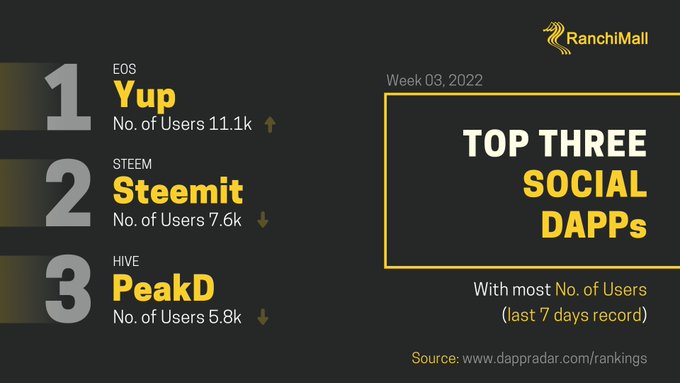 RanchiMall
1
EOS
Yup
No. of Users 11.1k
2
STEEM
Steemit
No. of Users 7.6k
3
HIVE
PeakD
No. of Users 5.8k
Week 03, 2022
TOP THREE
SOCIAL
DAPPs
With most No. of Users
(last 7 days record)
Source: www.dappradar.com/rankings